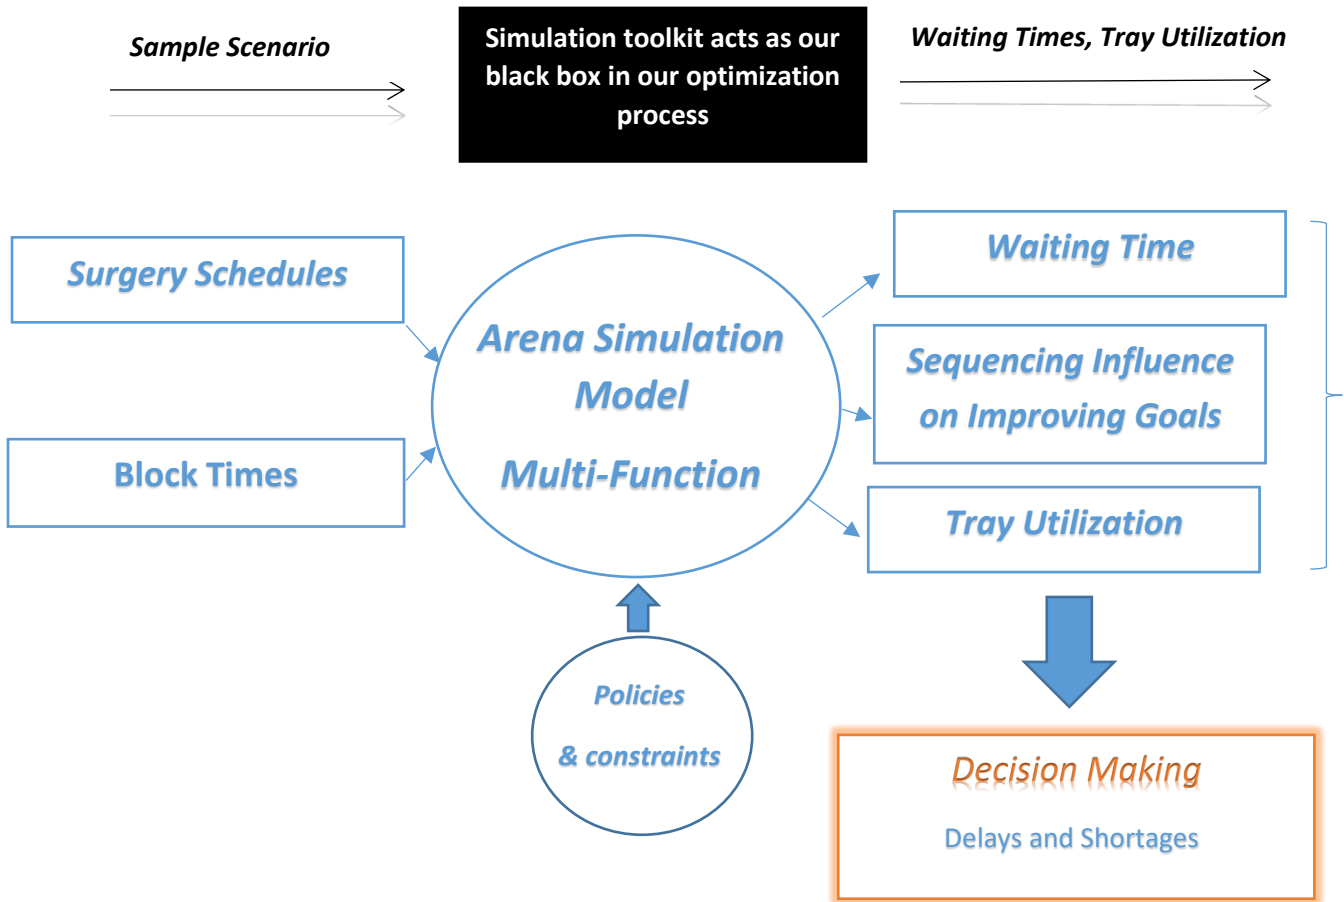 Sample Scenario
Simulation toolkit acts as our
black box in our optimization
process
Waiting Times, Tray Utilization
Surgery Schedules
Block Times
Arena Simulation
Model
Multi-Function
Policies
& constraints
Waiting Time
Sequencing Influence
on Improving Goals
Tray Utilization
Decision Making
Delays and Shortages